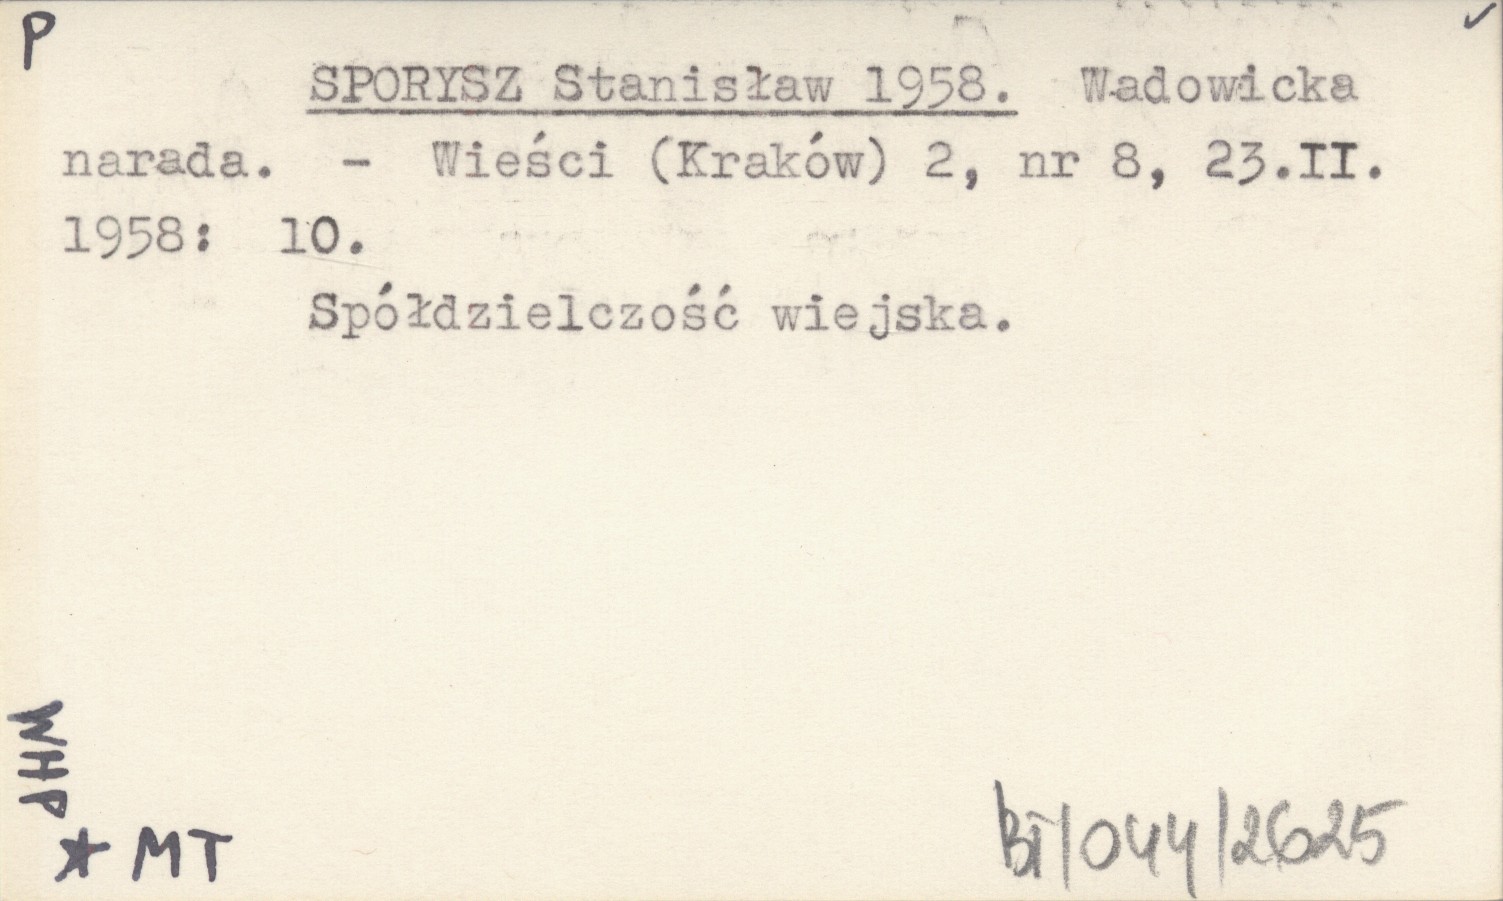 P ✓
SPORYSZ Stanisław 1958. Wadowicka
narada. - Wieści (Kraków) 2, nr 8, 23.II.
1958: 10.
Spółdzielczość wiejska.
WHP
* MT
BI/044/2625